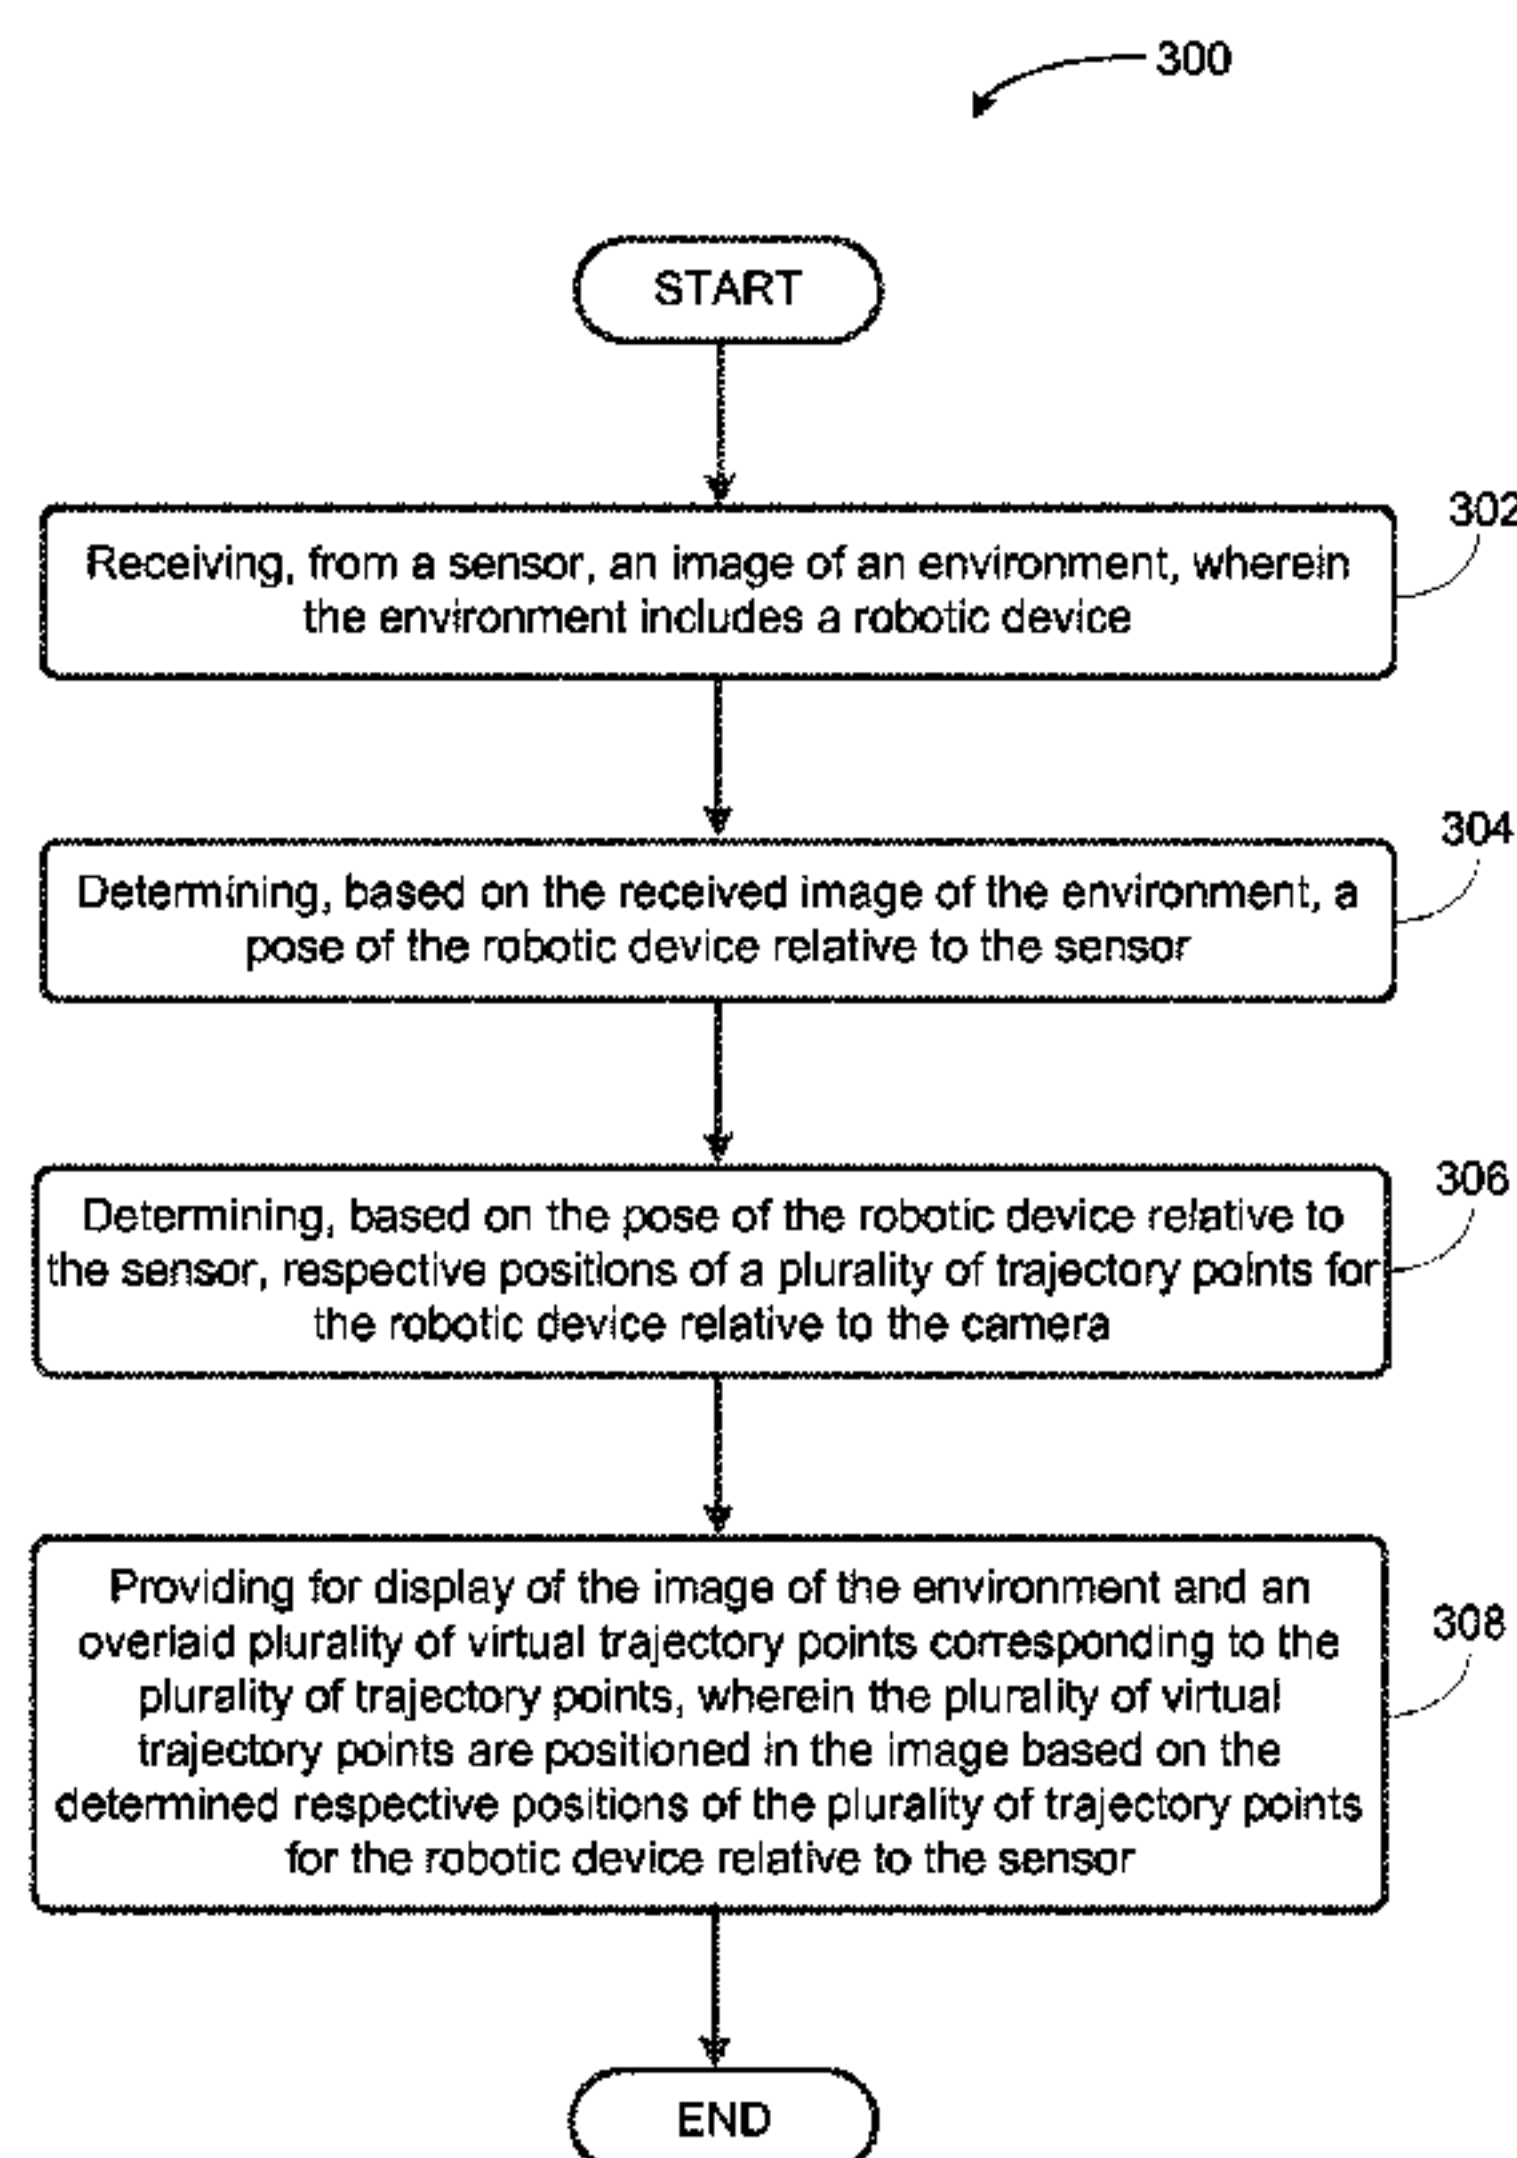 300
START
302
Receiving, from a sensor, an image of an environment, wherein
the environment includes a robotic device
304
Determining, based on the received image of the environment, a
pose of the robotic device relative to the sensor
306
Determining, based on the pose of the robotic device relative to
the sensor, respective positions of a plurality of trajectory points for
the robotic device relative to the camera
308
Providing for display of the image of the environment and an
overlaid plurality of virtual trajectory points corresponding to the
plurality of trajectory points, wherein the plurality of virtual
trajectory points are positioned in the image based on the
determined respective positions of the plurality of trajectory points
for the robotic device relative to the sensor
END